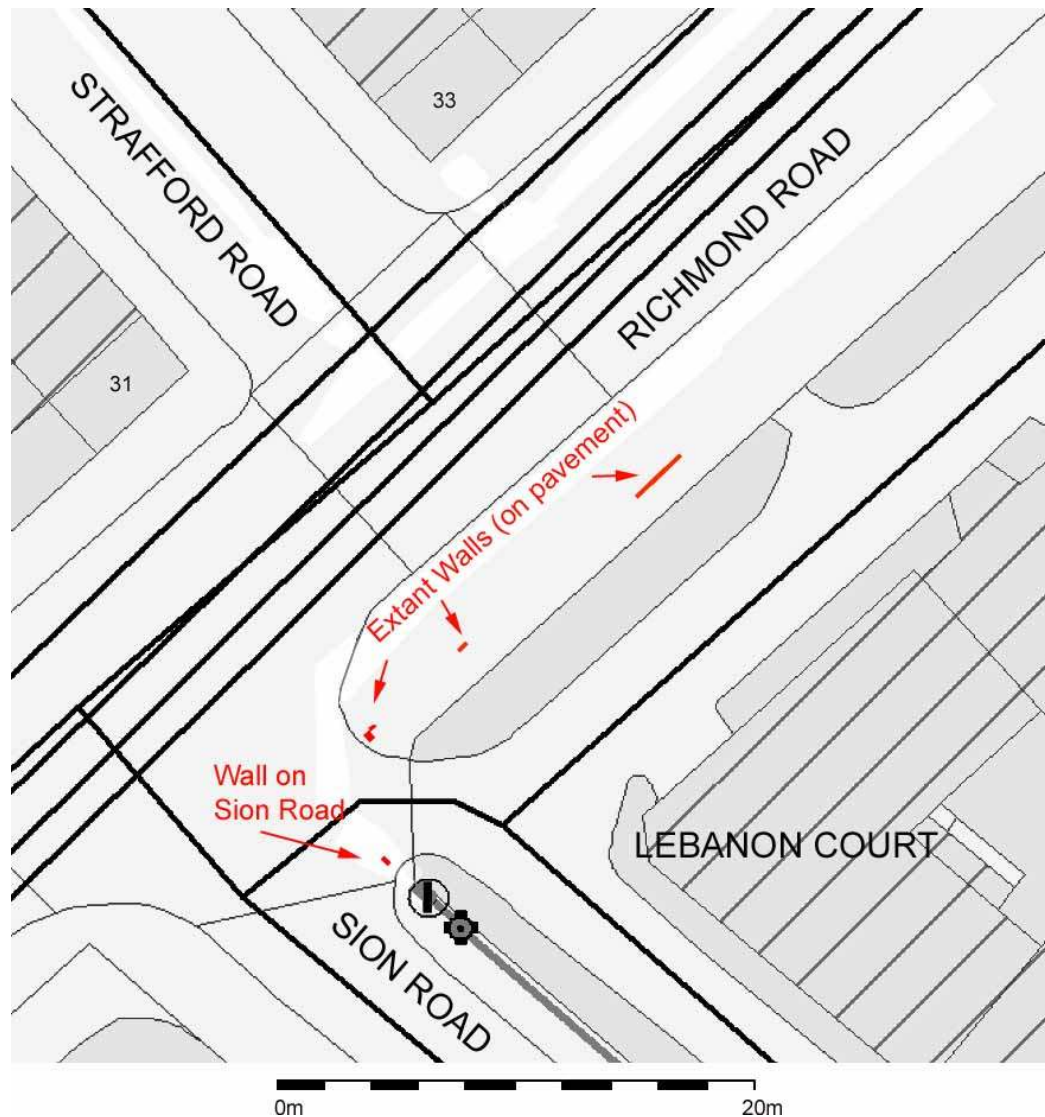 33
STRAFFORD ROAD
RICHMOND ROAD
31
Extant Walls (on pavement)
Wall on
Sion Road
LEBANON COURT
SION ROAD
0m
20m